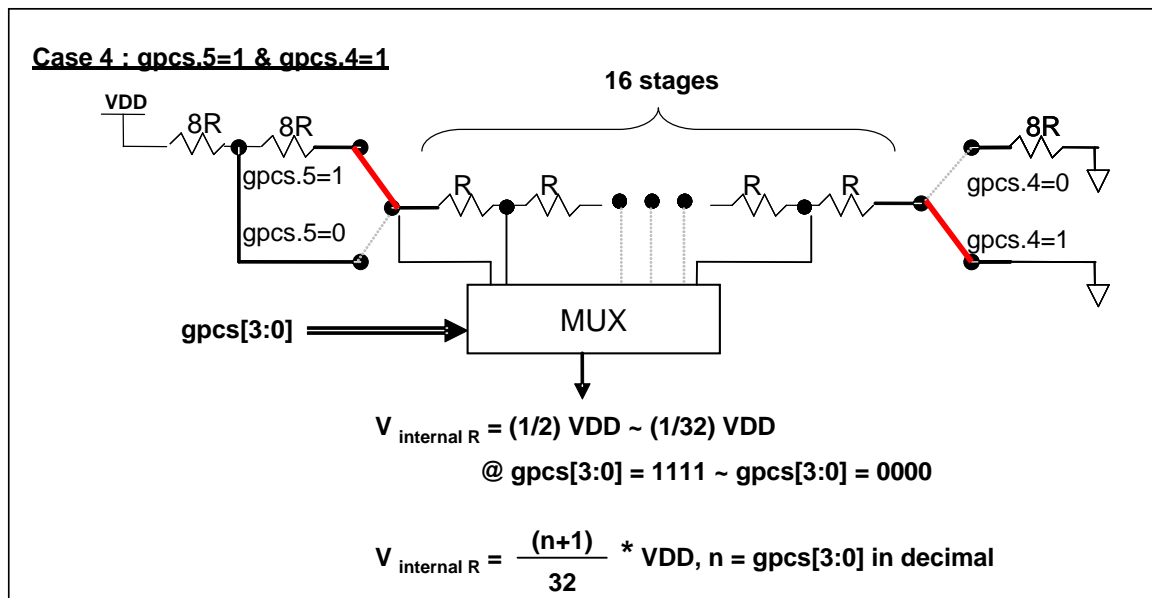 Case 4 : gpcs.5=1 & gpcs.4=1
16 stages
VDD
8R 8R 8R
gpcs.5=1
R R R R
gpcs.4=0
gpcs.5=0
gpcs.4=1
MUX
gpcs[3:0]
V internal R = (1/2) VDD ~ (1/32) VDD
@ gpcs[3:0] = 1111 ~ gpcs[3:0] = 0000
V internal R = (n+1) / 32 * VDD, n = gpcs[3:0] in decimal